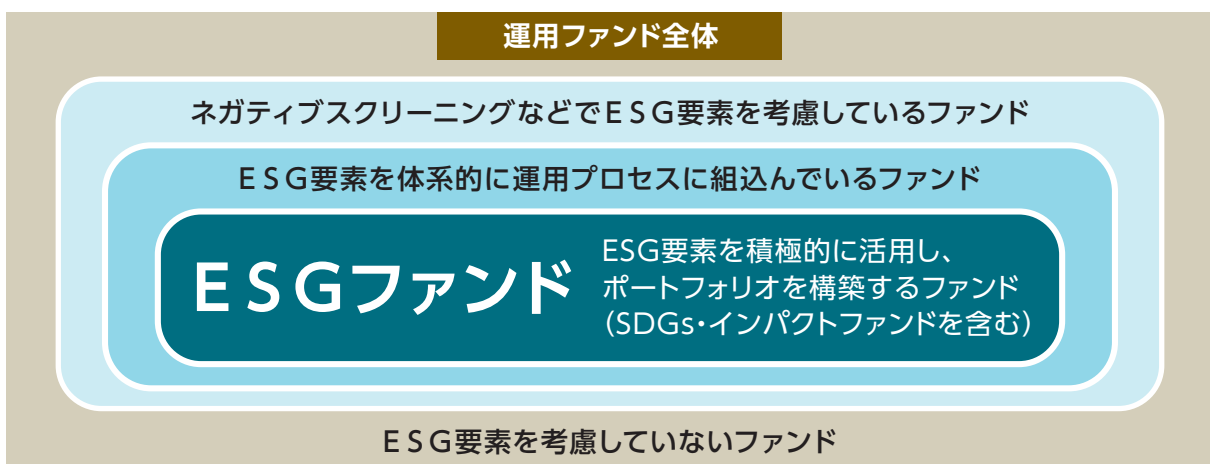 運用ファンド全体
ネガティブスクリーニングなどでESG要素を考慮しているファンド
ESG要素を体系的に運用プロセスに組込んでいるファンド
ESGファンド
ESG要素を積極的に活用し、
ポートフォリオを構築するファンド
(SDGs・インパクトファンドを含む)
ESG要素を考慮していないファンド